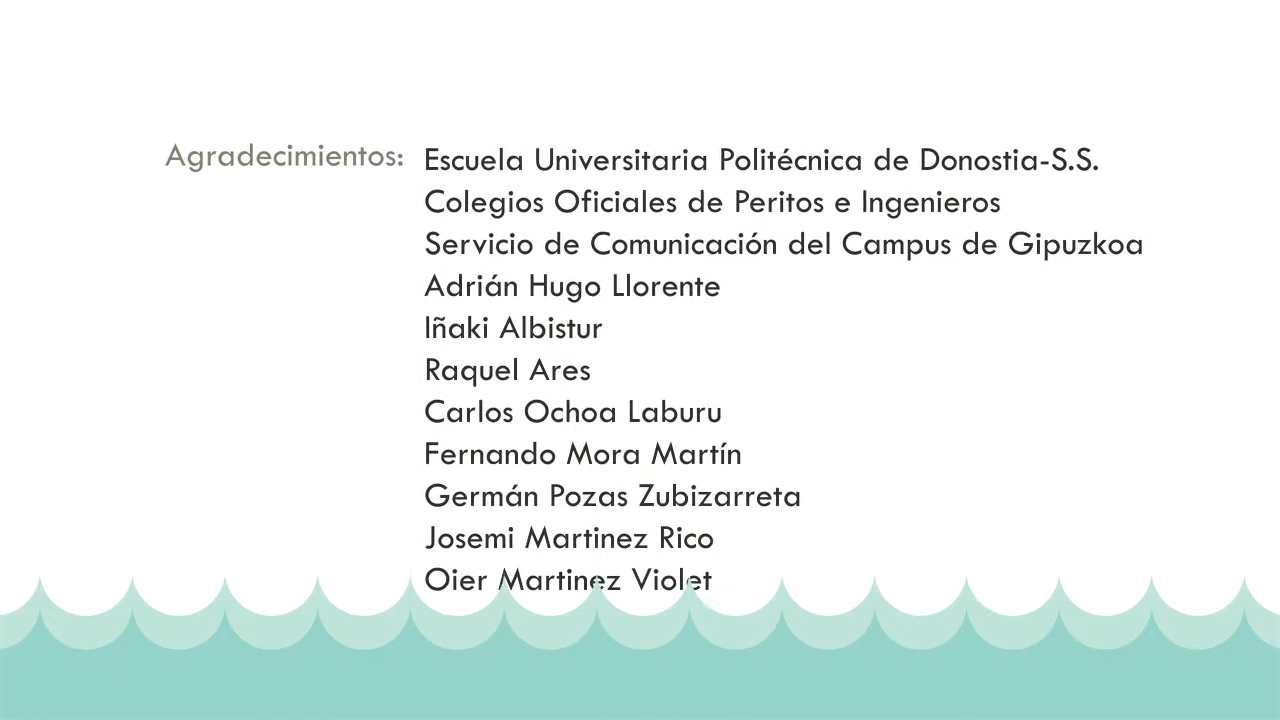 Agradecimientos: Escuela Universitaria Politécnica de Donostia-S.S.
Colegios Oficiales de Peritos e Ingenieros
Servicio de Comunicación del Campus de Gipuzkoa
Adrián Hugo Llorente
Iñaki Albistur
Raquel Ares
Carlos Ochoa Laburu
Fernando Mora Martín
Germán Pozas Zubizarreta
Josemi Martinez Rico
Oier Martinez Violet